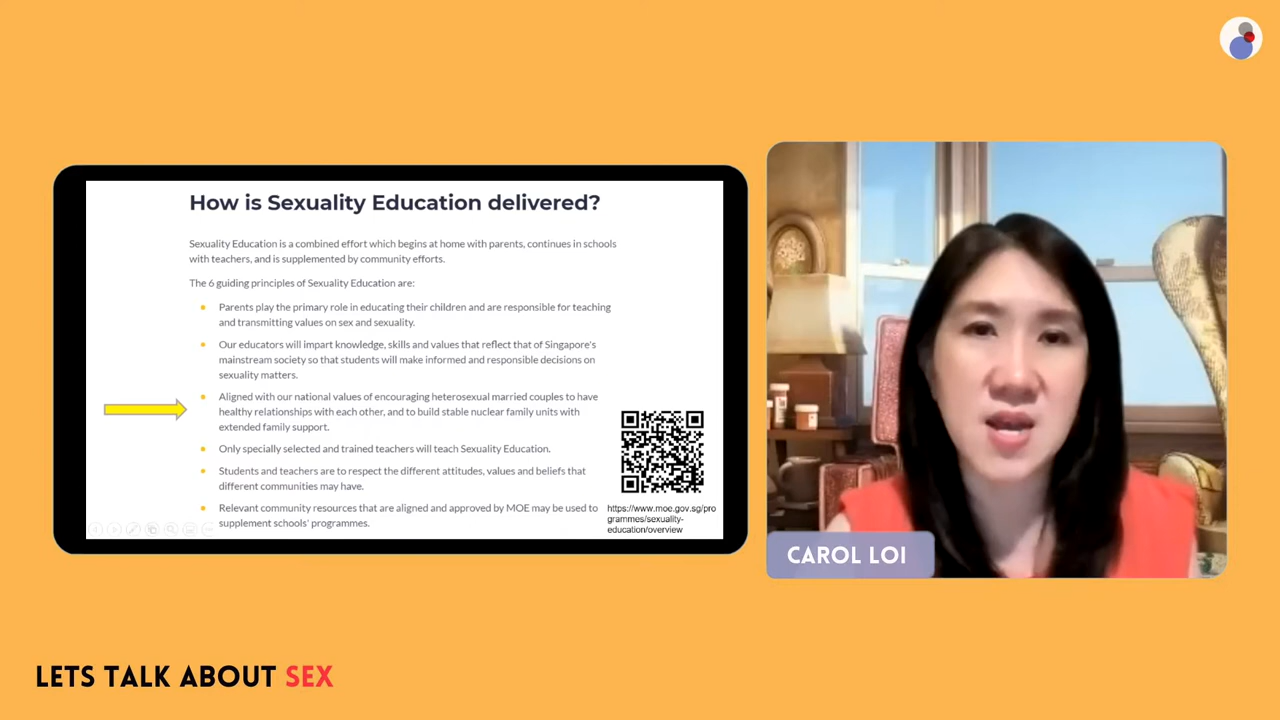 How is Sexuality Education delivered?
Sexuality Education is a combined effort which begins at home with parents, continues in schools
with teachers, and is supplemented by community efforts.
The 6 guiding principles of Sexuality Education are:
Parents play the primary role in educating their children and are responsible for teaching
and transmitting values on sex and sexuality.
Our educators will impart knowledge, skills and values that reflect that of Singapore's
mainstream society so that students will make informed and responsible decisions on
sexuality matters.
Aligned with our national values of encouraging heterosexual married couples to have
healthy relationships with each other, and to build stable nuclear family units with
extended family support.
Only specially selected and trained teachers will teach Sexuality Education.
Students and teachers are to respect the different attitudes, values and beliefs that
different communities may have.
Relevant community resources that are aligned and approved by MOE may be used to
supplement schools' programmes.
https://www.moe.gov.sg/pro
grammes/sexuality-
education/overview
CAROL LOI
LETS TALK ABOUT SEX